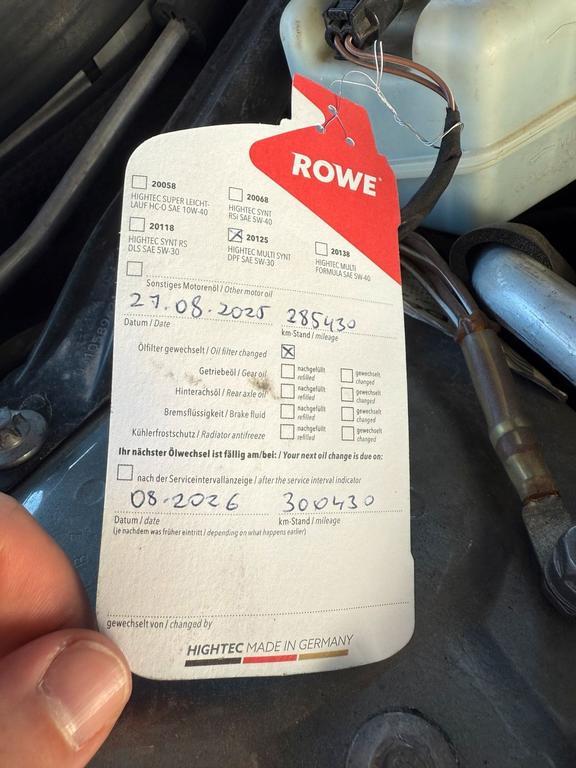 ROWE
20058
HIGHTEC SUPER LEICHT-
LAUF HC-O SAE 10W-40
20068
HIGHTEC SYNT
RSi SAE 5W-40
20118
HIGHTEC SYNT RS
DLS SAE 5W-30
20125
HIGHTEC MULTI SYNT
DPF SAE 5W-30
20138
HIGHTEC MULTI
FORMULA SAE 5W-40
Sonstiges Motorenöl / Other motor oil
27.08.2025 285430
Datum / Date km-Stand / mileage
Ölfilter gewechselt / Oil filter changed
Getriebeöl / Gear oil nachgefüllt refilled gewechselt changed
Hinterachsöl / Rear axle oil nachgefüllt refilled gewechselt changed
Bremsflüssigkeit / Brake fluid nachgefüllt refilled gewechselt changed
Kühlerfrostschutz / Radiator antifreeze nachgefüllt refilled gewechselt changed
Ihr nächster Ölwechsel ist fällig am/bei: / Your next oil change is due on:
nach der Serviceintervallanzeige / after the service interval indicator
08.2026 300430
Datum / date km-Stand / mileage
(je nachdem was früher eintritt / depending on what happens earlier)
gewechselt von / changed by
HIGHTEC MADE IN GERMANY